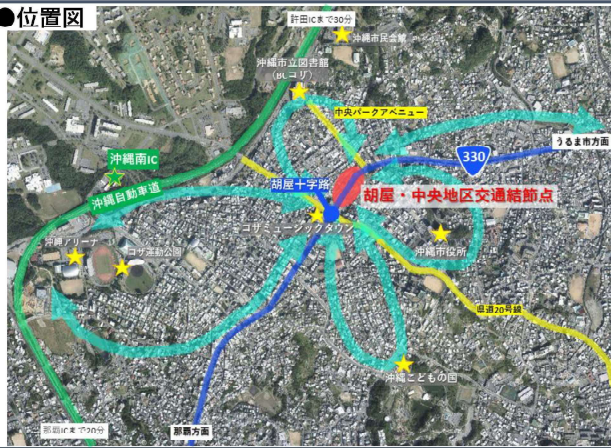 ●位置図
許田ICまで30分
沖縄市民会館
沖縄市立図書館
(BCコザ)
中央パークアベニュー
うるま市方面
330
沖縄南IC
胡屋十字路
胡屋・中央地区交通結節点
沖縄自動車道
コザミュージックタウン
沖縄市役所
沖縄アリーナ
コザ運動公園
県道20号線
沖縄こどもの国
那覇ICまで20分
那覇方面